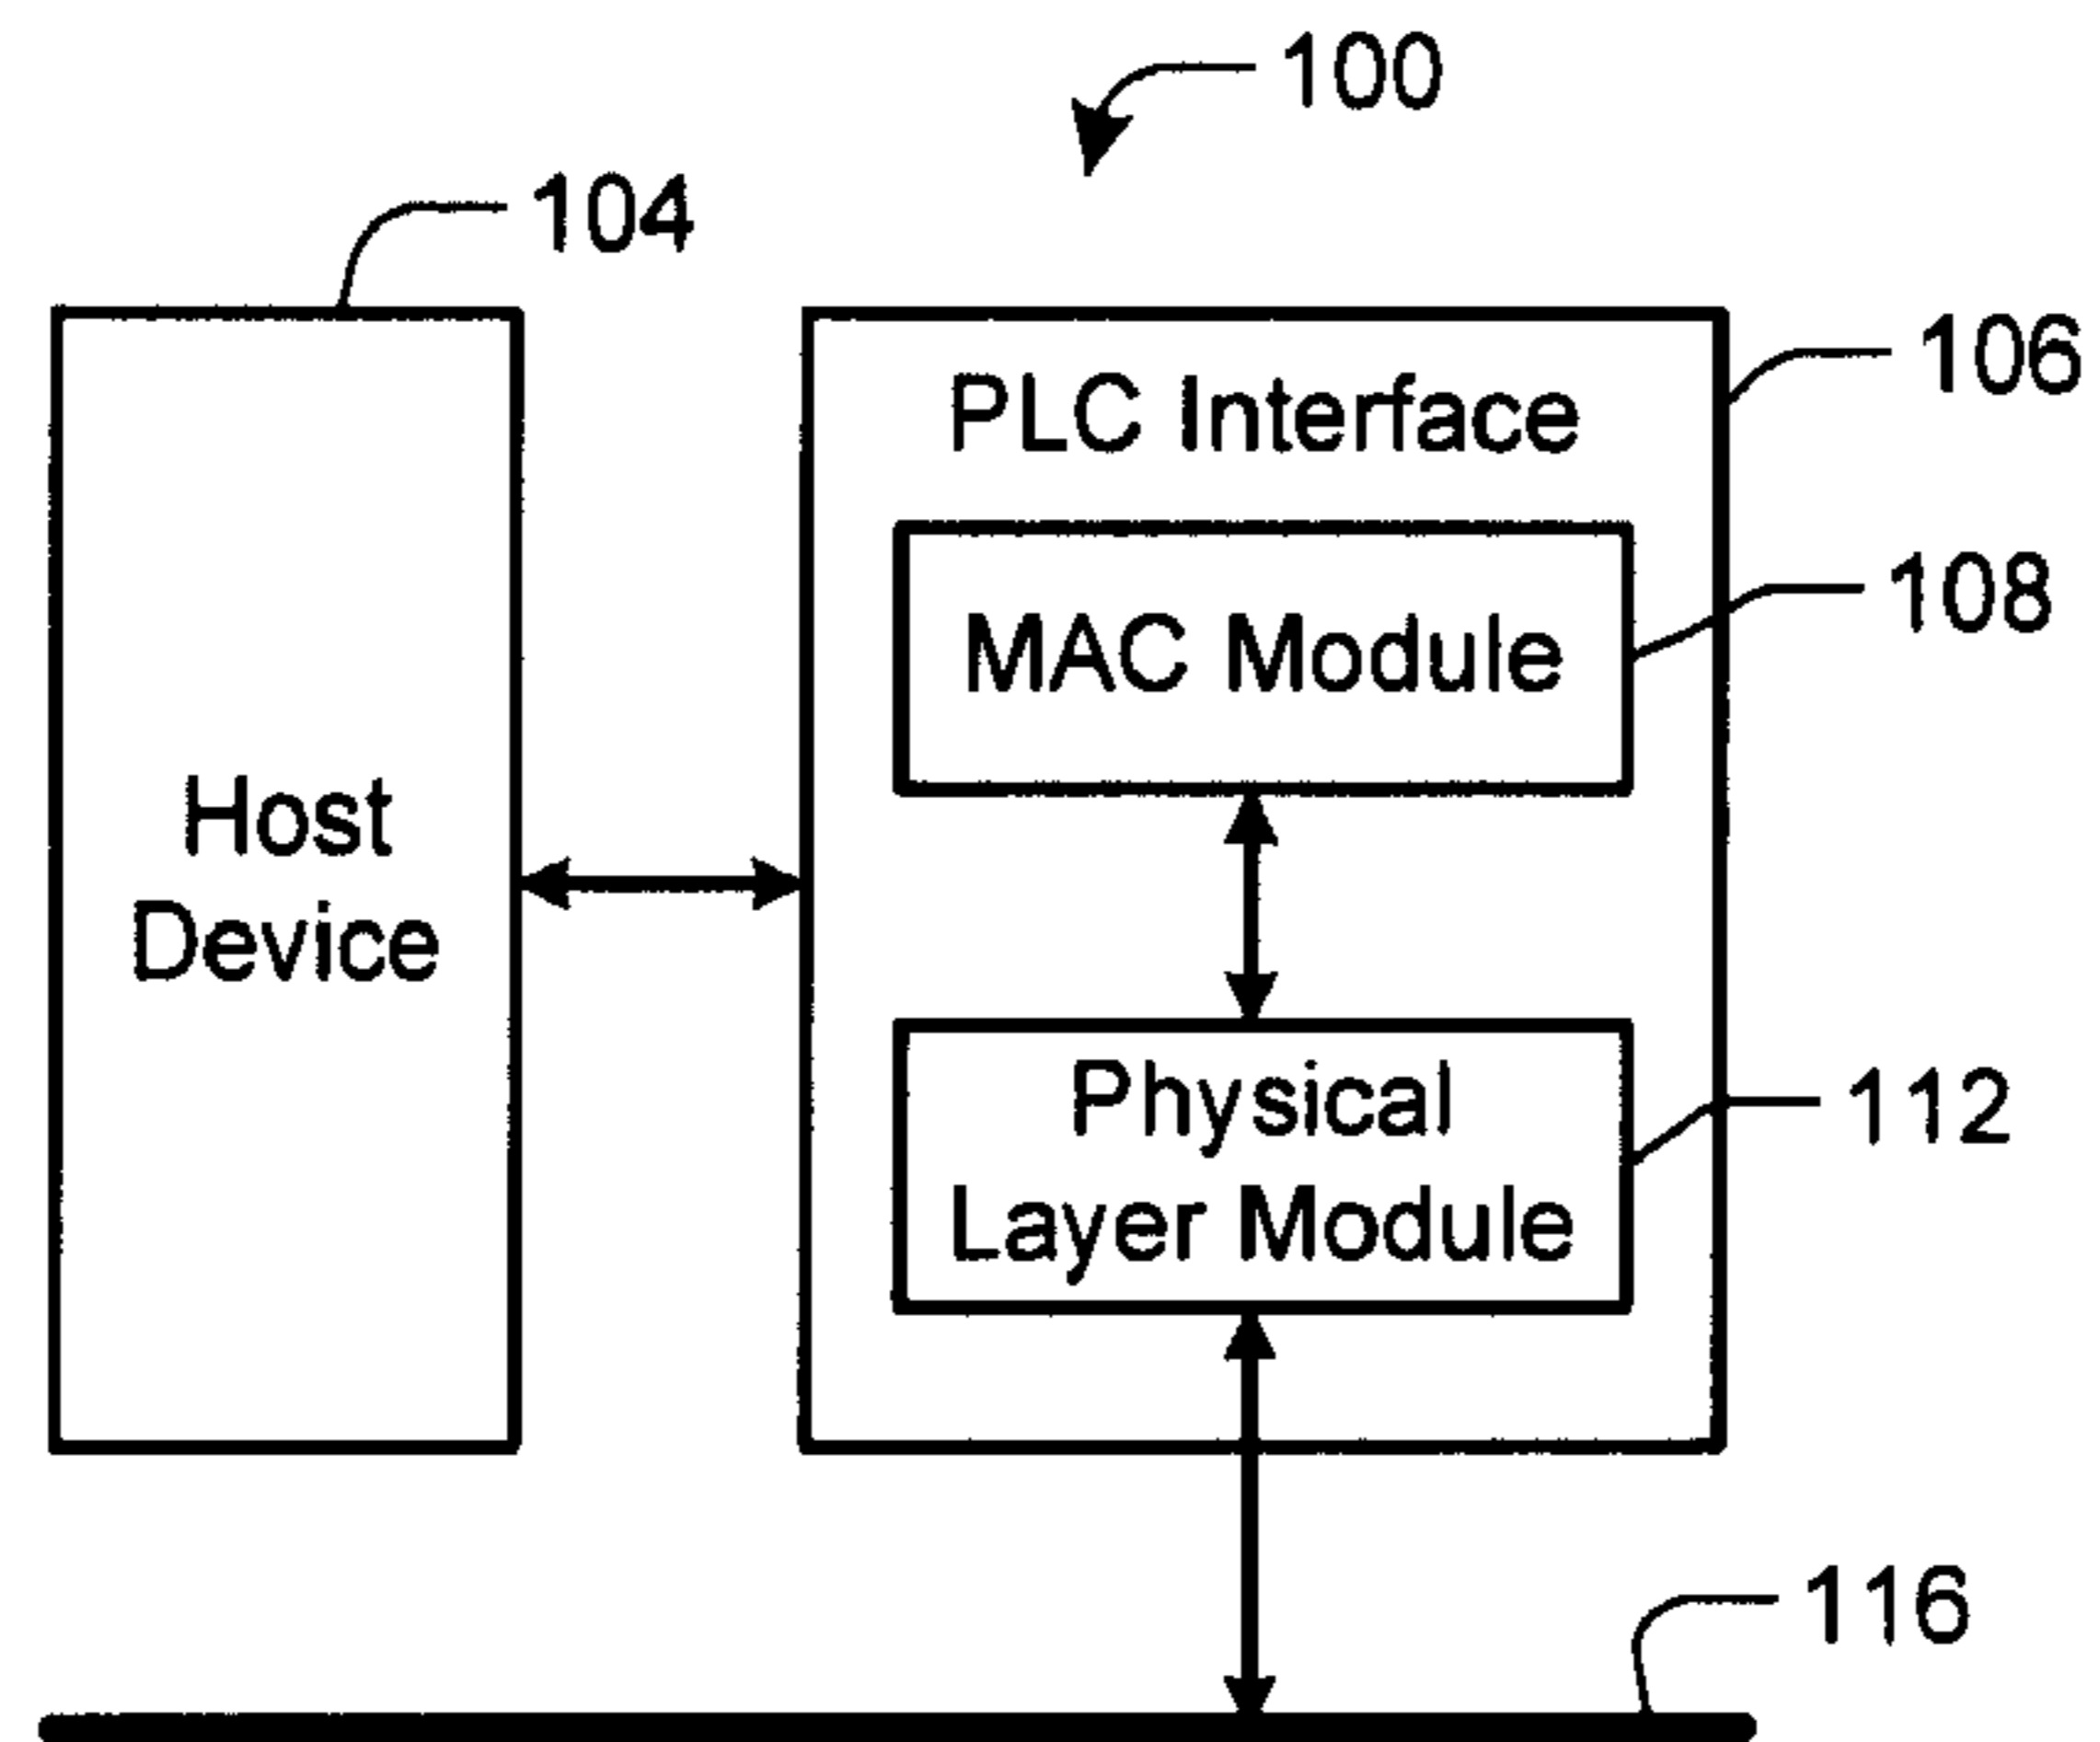 100
104
106
PLC Interface
108
MAC Module
Host
Device
112
Physical
Layer Module
116